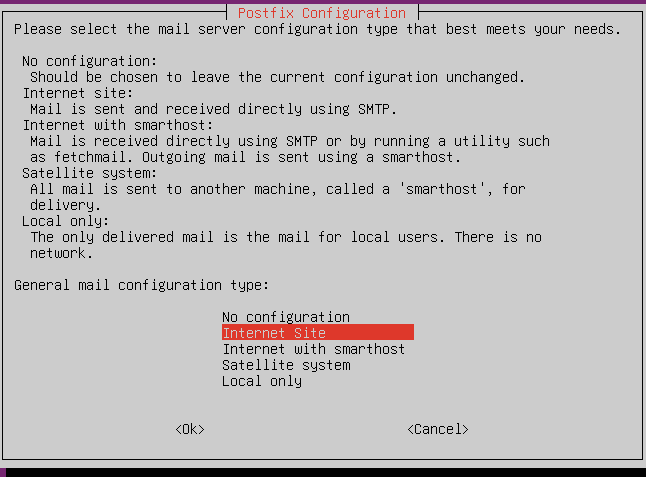 Postfix Configuration
Please select the mail server configuration type that best meets your needs.
No configuration:
Should be chosen to leave the current configuration unchanged.
Internet site:
Mail is sent and received directly using SMTP.
Internet with smarthost:
Mail is received directly using SMTP or by running a utility such
as fetchmail. Outgoing mail is sent using a smarthost.
Satellite system:
All mail is sent to another machine, called a 'smarthost', for
delivery.
Local only:
The only delivered mail is the mail for local users. There is no
network.
General mail configuration type:
No configuration
Internet Site
Internet with smarthost
Satellite system
Local only
<Ok> <Cancel>